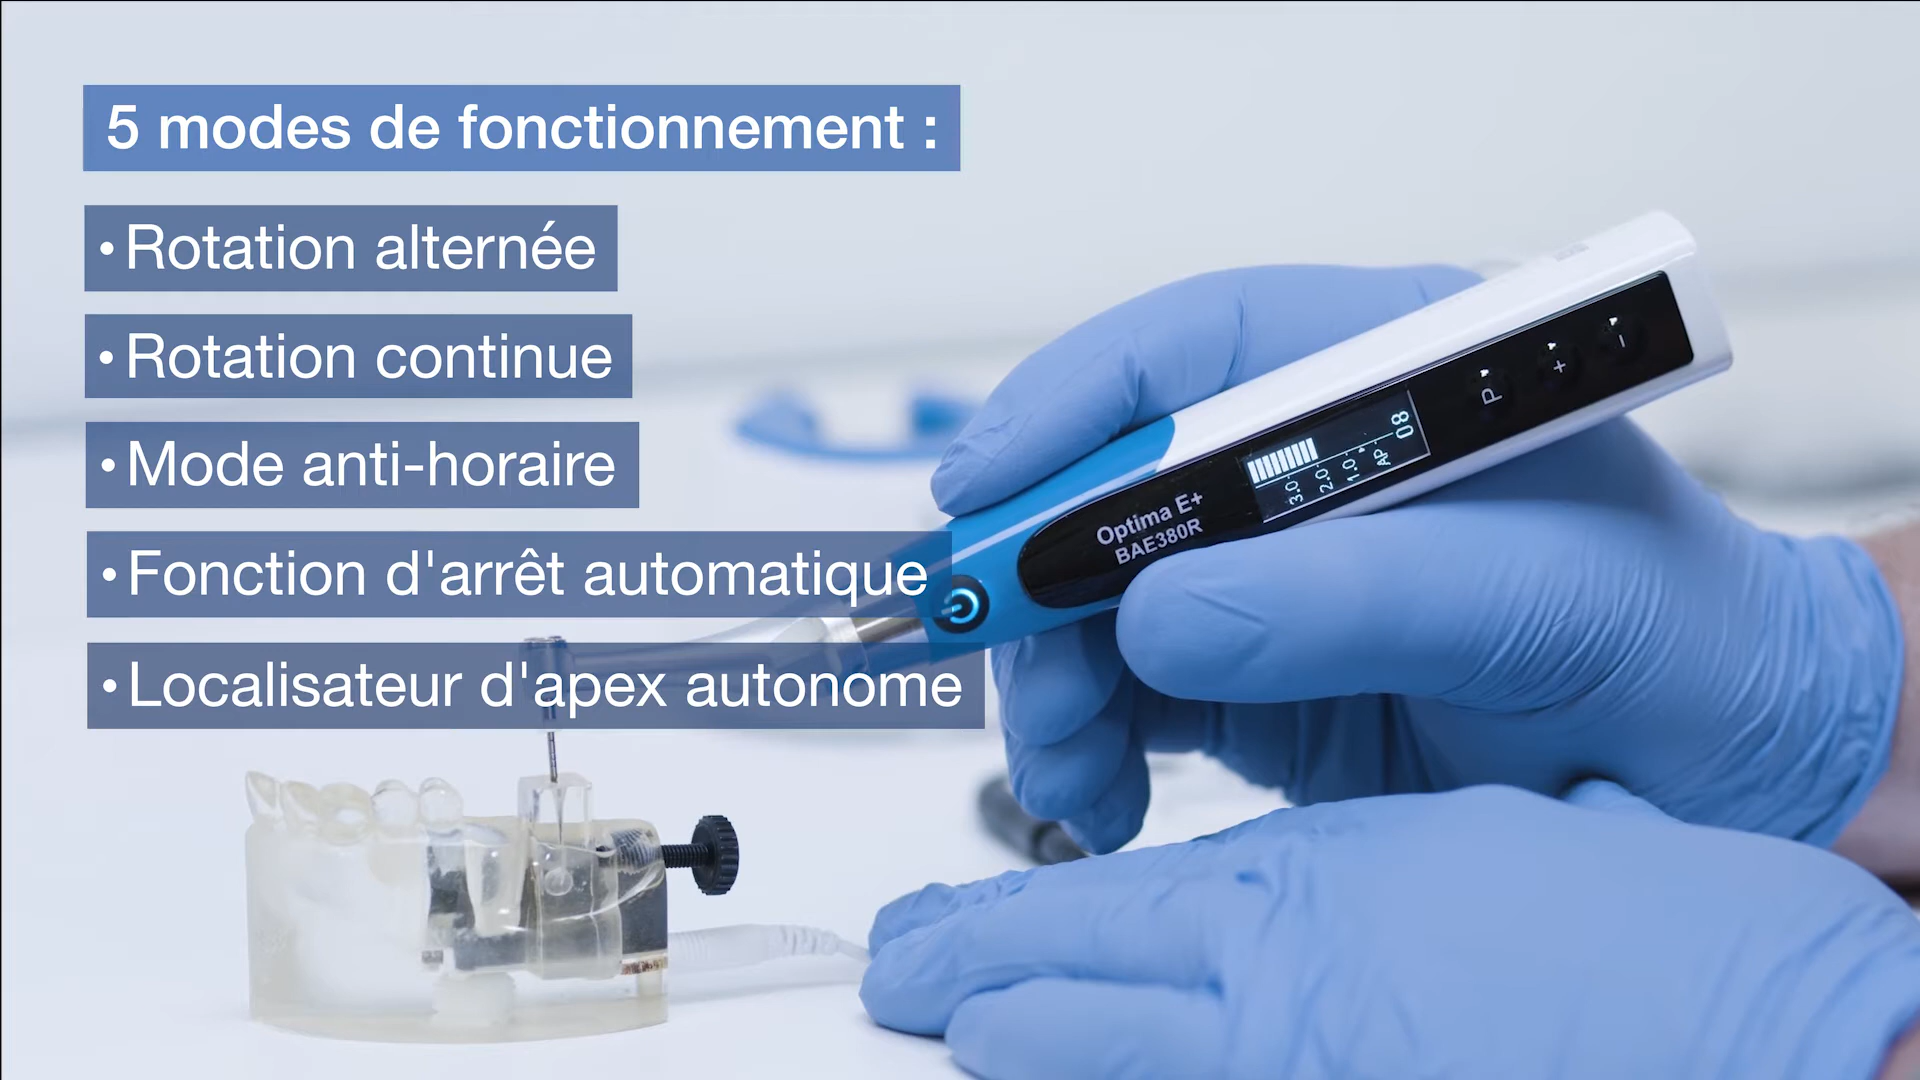 5 modes de fonctionnement :
• Rotation alternée
• Rotation continue
• Mode anti-horaire
• Fonction d'arrêt automatique
• Localisateur d'apex autonome
Optima E+
BAE380R
3.0
2.0
1.0
AP
08
P
+
−